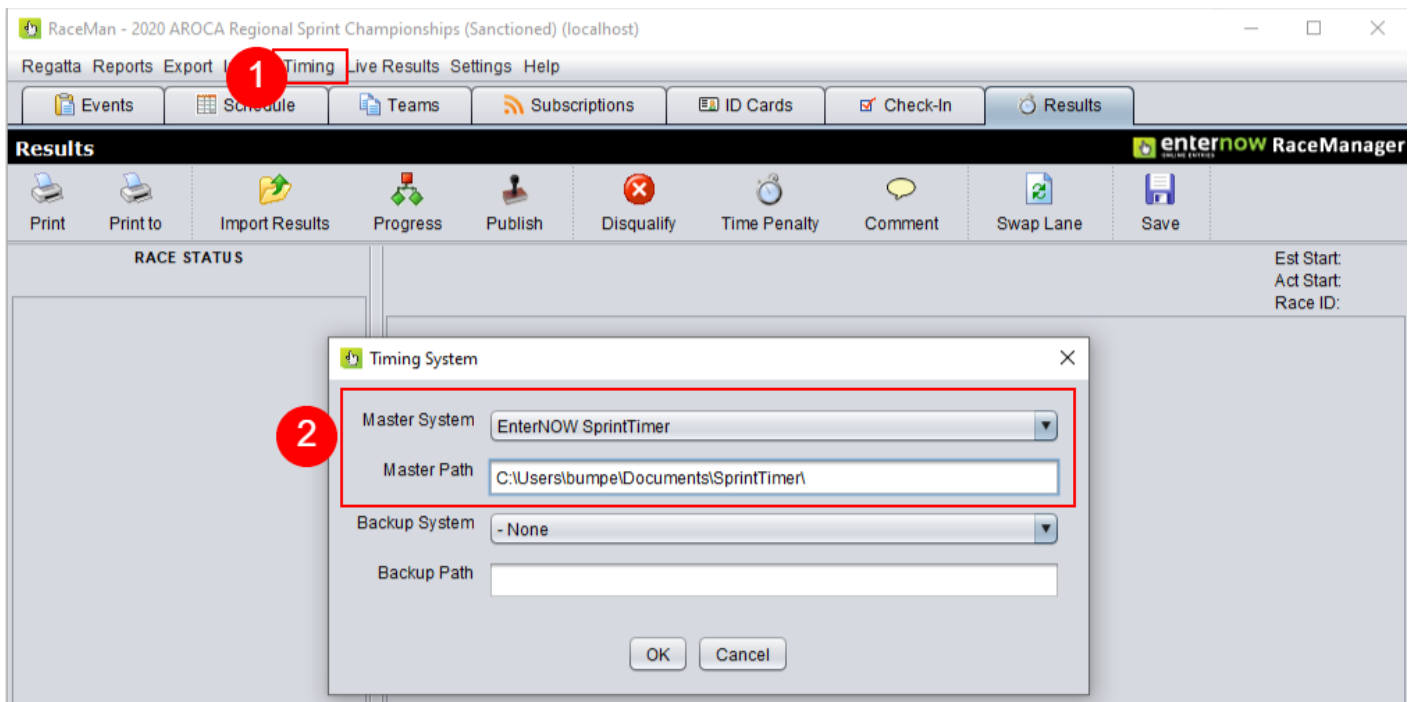 RaceMan - 2020 AROCA Regional Sprint Championships (Sanctioned) (localhost)
Regatta Reports Export Timing Live Results Settings Help
1
Events Schedule Teams Subscriptions ID Cards Check-In Results
Results enternow RaceManager
ONLINE ENTRIES
Print Print to Import Results Progress Publish Disqualify Time Penalty Comment Swap Lane Save
RACE STATUS
Est Start:
Act Start:
Race ID:
Timing System
2
Master System EnterNOW SprintTimer
Master Path C:\Users\bumpe\Documents\SprintTimer\
Backup System - None
Backup Path
OK Cancel